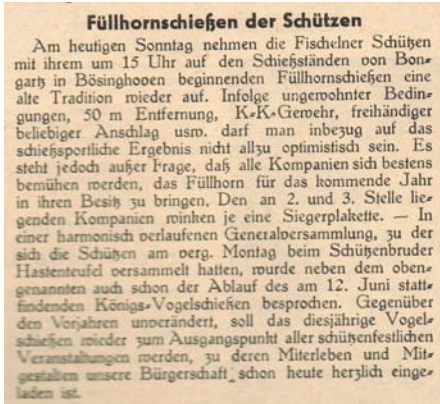 Füllhornschießen der Schützen
Am heutigen Sonntag nehmen die Fischelner Schützen
mit ihrem um 15 Uhr auf den Schießständen von Bon-
gartz in Bösinghoven beginnenden Füllhornschießen eine
alte Tradition wieder auf. Infolge ungewohnter Bedin-
gungen, 50 m Entfernung, K-K-Gewehr, freihändiger
beliebiger Anschlag usw. darf man inbezug auf das
schießsportliche Ergebnis nicht allzu optimistisch sein. Es
steht jedoch außer Frage, daß alle Kompanien sich bestens
bemühen werden, das Füllhorn für das kommende Jahr
in ihren Besitz zu bringen, Den an 2. und 3. Stelle lie-
genden Kompanien winken je eine Siegerplakette. — In
einer harmonisch verlaufenen Generalversammlung, zu der
sich die Schützen am verg. Montag beim Schützenbruder
Hastenteufel versammelt hatten, wurde neben dem oben-
genannten auch schon der Ablauf des am 12. Juni statt-
findenden Königs-Vogelschießen besprochen. Gegenüber
den Vorjahren unverändert, soll das diesjährige Vogel-
schießen wieder zum Ausgangspunkt aller schützenfestlichen
Veranstaltungen werden, zu deren Miterleben und Mit-
gestalten unsere Bürgerschaft schon heute herzlich einge-
laden ist.